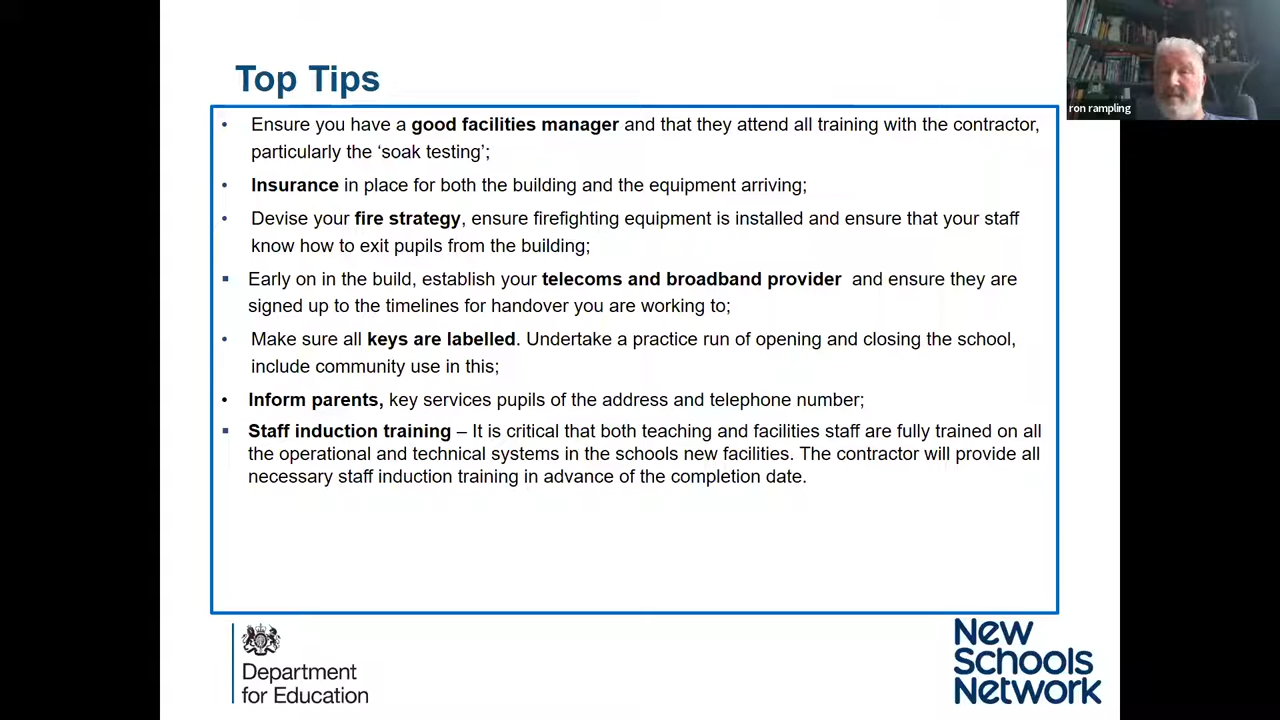 Top Tips
ron rampling
• Ensure you have a good facilities manager and that they attend all training with the contractor,
particularly the ‘soak testing’;
• Insurance in place for both the building and the equipment arriving;
• Devise your fire strategy, ensure firefighting equipment is installed and ensure that your staff
know how to exit pupils from the building;
▪ Early on in the build, establish your telecoms and broadband provider and ensure they are
signed up to the timelines for handover you are working to;
• Make sure all keys are labelled. Undertake a practice run of opening and closing the school,
include community use in this;
• Inform parents, key services pupils of the address and telephone number;
▪ Staff induction training – It is critical that both teaching and facilities staff are fully trained on all
the operational and technical systems in the schools new facilities. The contractor will provide all
necessary staff induction training in advance of the completion date.
Department
for Education
New
Schools
Network